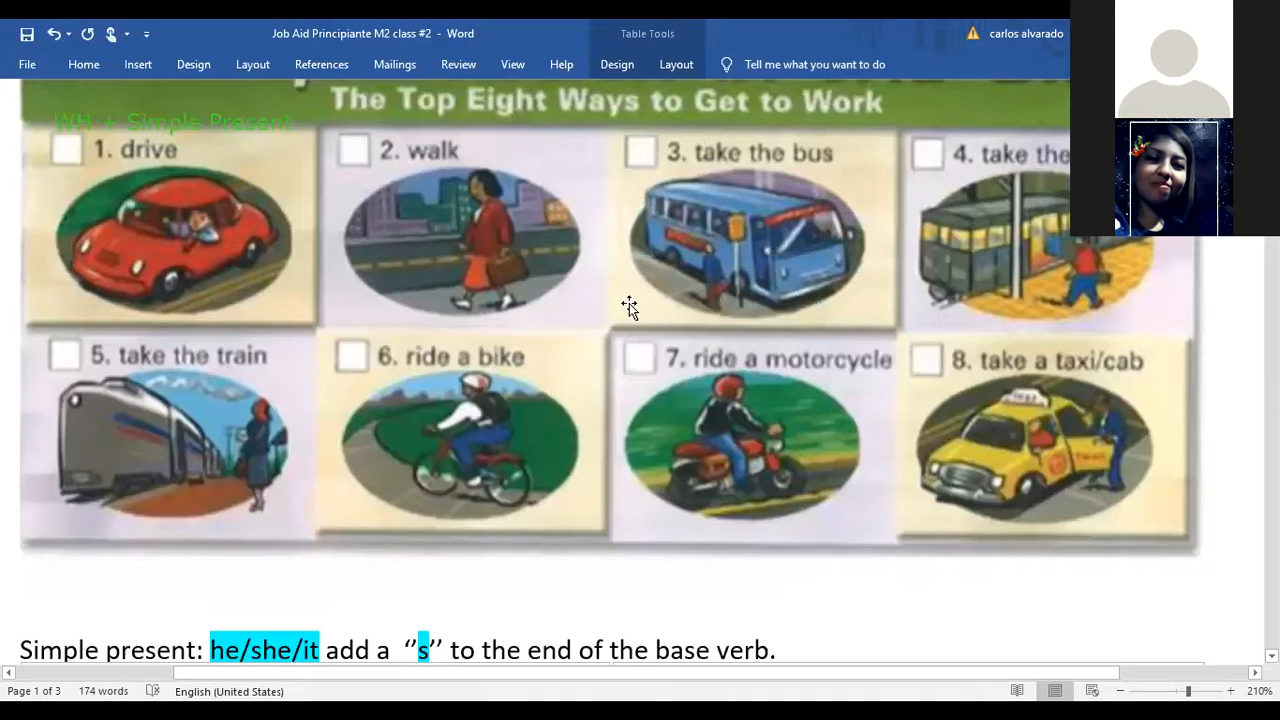 Job Aid Principiante M2 class #2 - Word
Table Tools
carlos alvarado
File Home Insert Design Layout References Mailings Review View Help Design Layout Tell me what you want to do
The Top Eight Ways to Get to Work
WH + Simple Present
1. drive
2. walk
3. take the bus
4. take the
5. take the train
6. ride a bike
7. ride a motorcycle
8. take a taxi/cab
TAXI
Simple present: he/she/it add a ‘‘s’’ to the end of the base verb.
Page 1 of 3 174 words English (United States) 210%